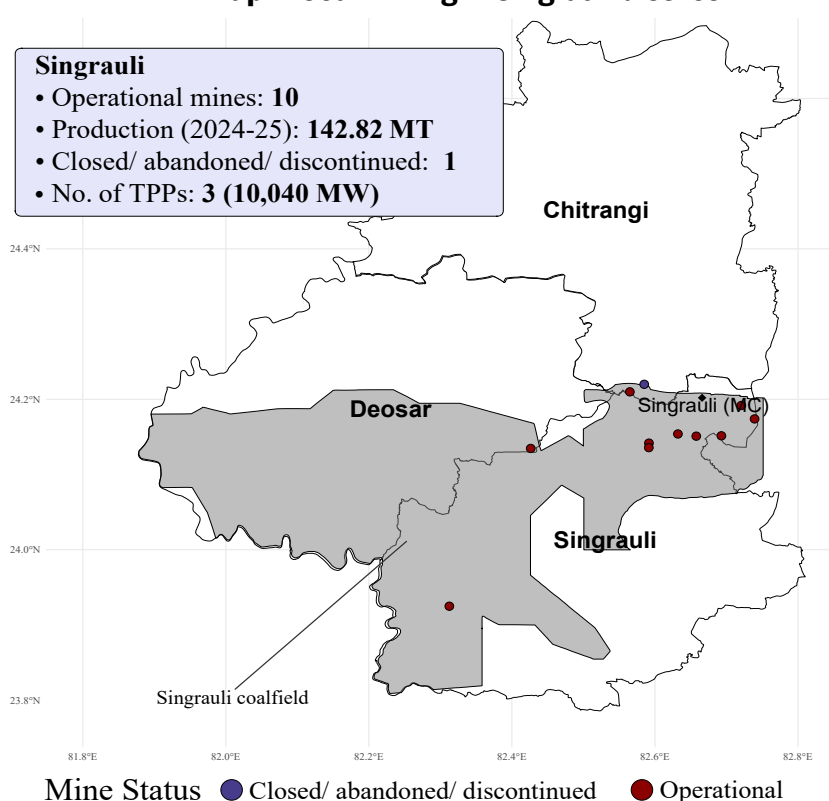 Singrauli
• Operational mines: 10
• Production (2024-25): 142.82 MT
• Closed/ abandoned/ discontinued: 1
• No. of TPPs: 3 (10,040 MW)
Chitrangi
24.4°N
24.2°N
Deosar
Singrauli (MC)
24.0°N
Singrauli
Singrauli coalfield
23.8°N
81.8°E 82.0°E 82.2°E 82.4°E 82.6°E 82.8°E
Mine Status Closed/ abandoned/ discontinued Operational